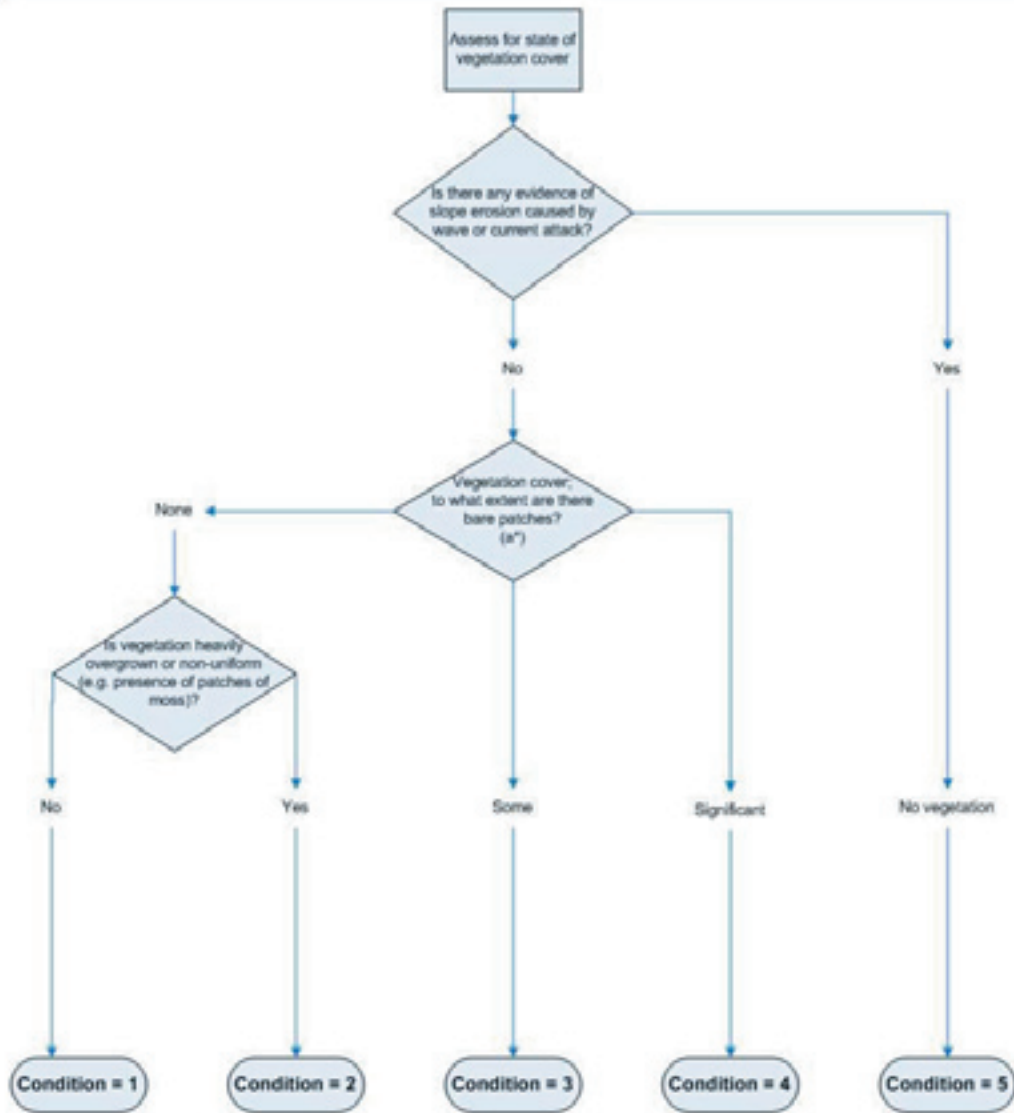 Assess for state of
vegetation cover
Is there any evidence of
slope erosion caused by
wave or current attack?
No
Yes
Vegetation cover;
to what extent are there
bare patches?
(a*)
None
Is vegetation heavily
overgrown or non-uniform
(e.g. presence of patches of
moss)?
No
Yes
Some
Significant
No vegetation
Condition = 1
Condition = 2
Condition = 3
Condition = 4
Condition = 5